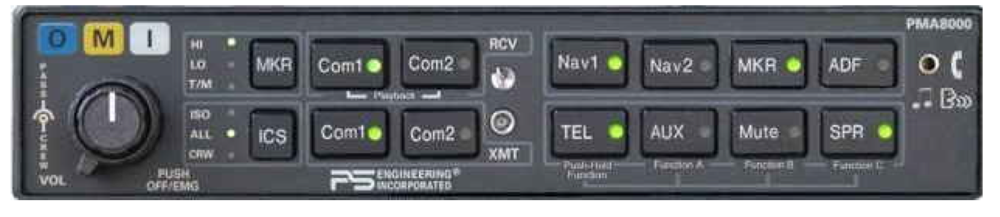 PMA8000
O M I
HI
LO
T/M
MKR
Com1
Com2
RCV
Nav1
Nav2
MKR
ADF
PASS
CREW
Playback
ISO
ALL
CRW
ICS
Com1
Com2
XMT
TEL
AUX
Mute
SPR
Push-Hold
Function
Function A
Function B
Function C
VOL
PUSH
OFF/EMG
PS ENGINEERING®
INCORPORATED